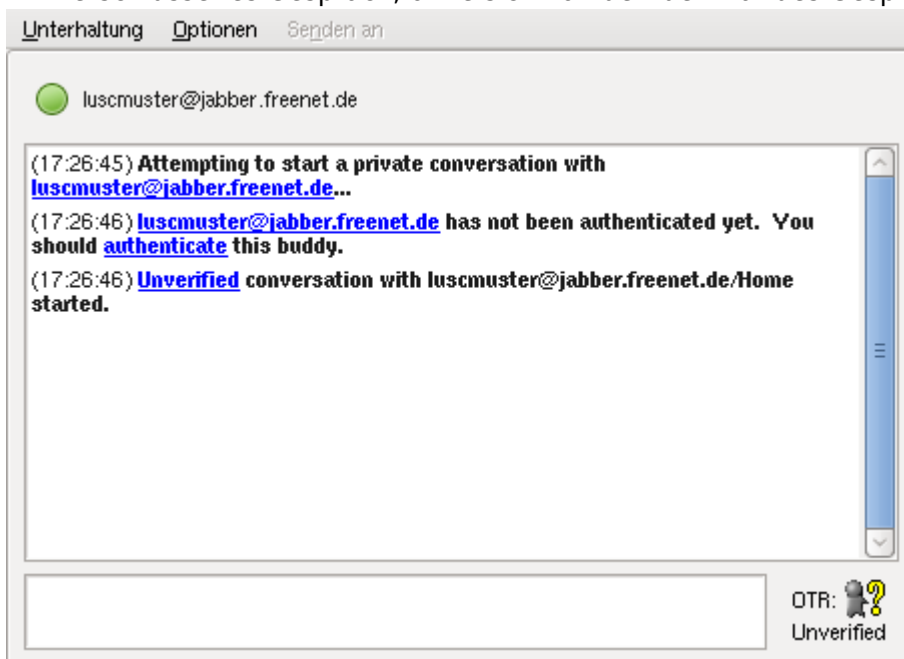 Unterhaltung Optionen Senden an
luscmuster@jabber.freenet.de
(17:26:45) Attempting to start a private conversation with
luscmuster@jabber.freenet.de...
(17:26:46) luscmuster@jabber.freenet.de has not been authenticated yet. You
should authenticate this buddy.
(17:26:46) Unverified conversation with luscmuster@jabber.freenet.de/Home
started.
OTR:
Unverified